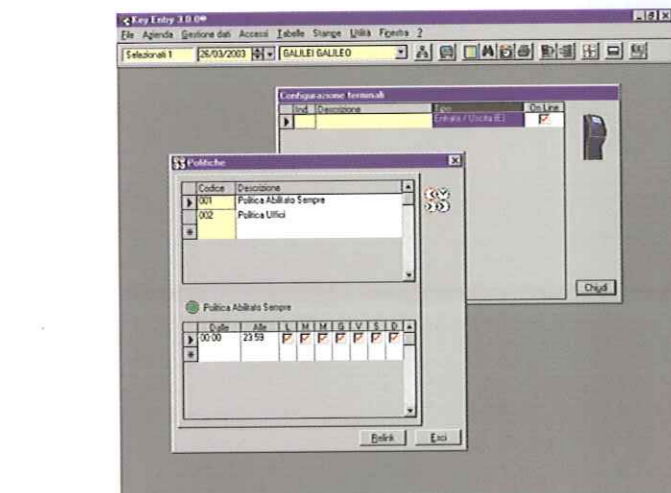 Key Entry 3.0.0
File Agenda Gestione dati Accessi Tabelle Stampe Utilità Finestra ?
Selezionati 1 26/03/2003 GALILEI GALILEO
Configurazione terminali
Ind Descrizione Tipo On Line
Entrata / Uscita (E)
Politiche
Codice Descrizione
001 Politica Abilitato Sempre
002 Politica Uffici
Chiudi
Politica Abilitato Sempre
Dalle Alle L M M G V S D
00:00 23:59
Relink Esci